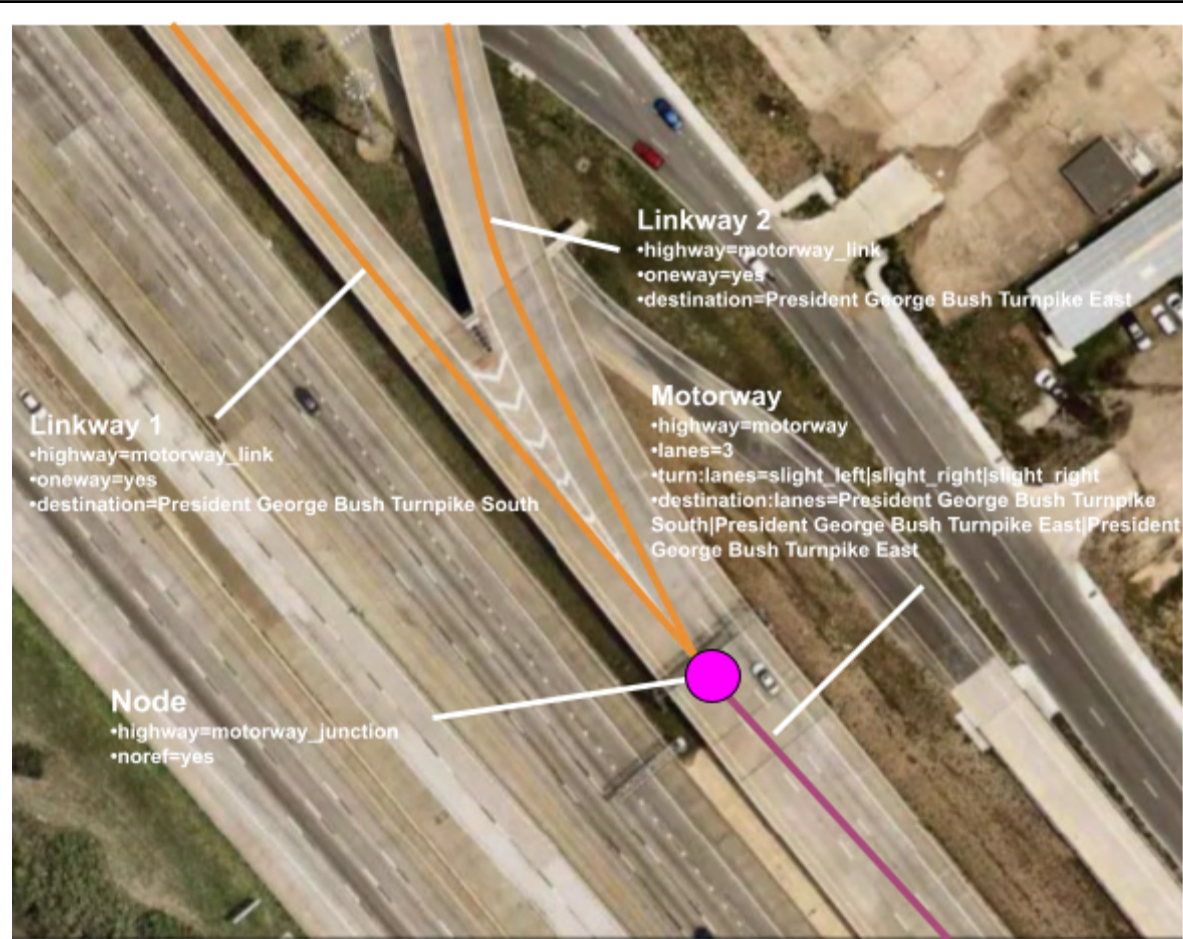 Linkway 2
•highway=motorway_link
•oneway=yes
•destination=President George Bush Turnpike East
Motorway
•highway=motorway
•lanes=3
•turn:lanes=slight_left|slight_right|slight_right
•destination:lanes=President George Bush Turnpike
South|President George Bush Turnpike East|President
George Bush Turnpike East
Linkway 1
•highway=motorway_link
•oneway=yes
•destination=President George Bush Turnpike South
Node
•highway=motorway_junction
•noref=yes